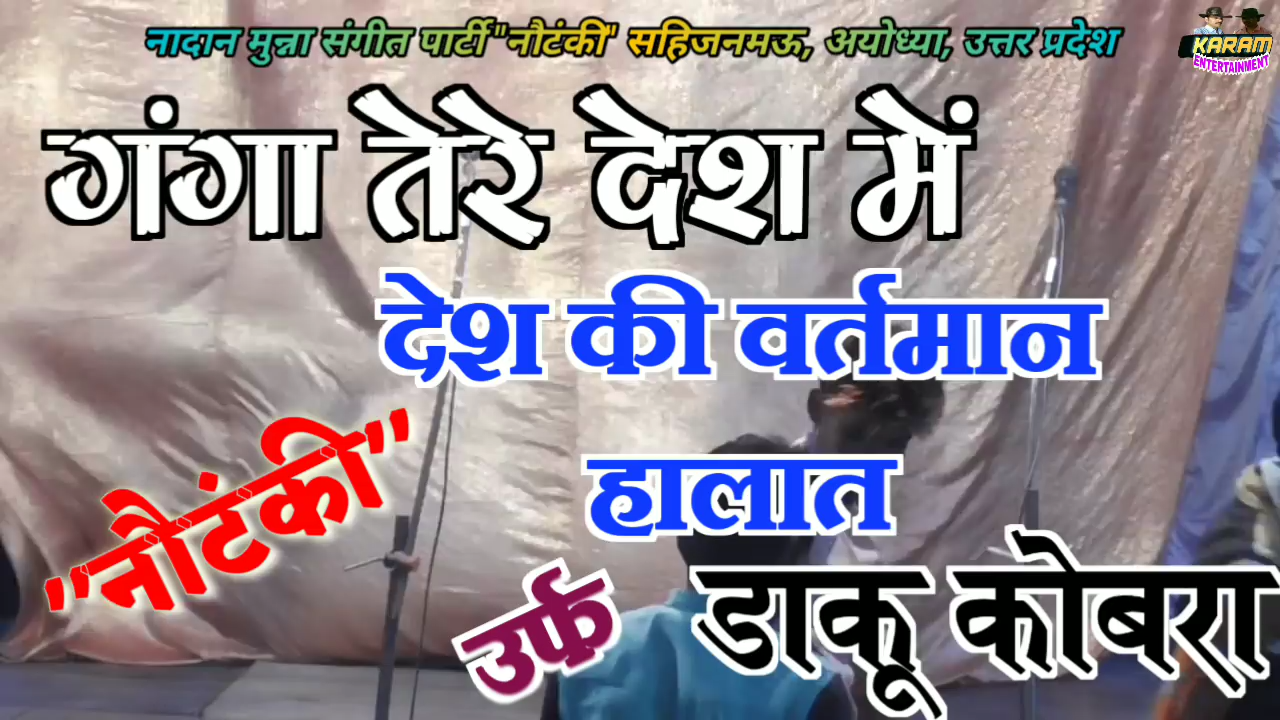 नादान मुन्ना संगीत पार्टी "नौटंकी" सहिजनमऊ, अयोध्या, उत्तर प्रदेश
KARAM
ENTERTAINMENT
गंगा तेरे देश में
देश की वर्तमान
हालात
"नौटंकी"
उर्फ डाकू कोबरा